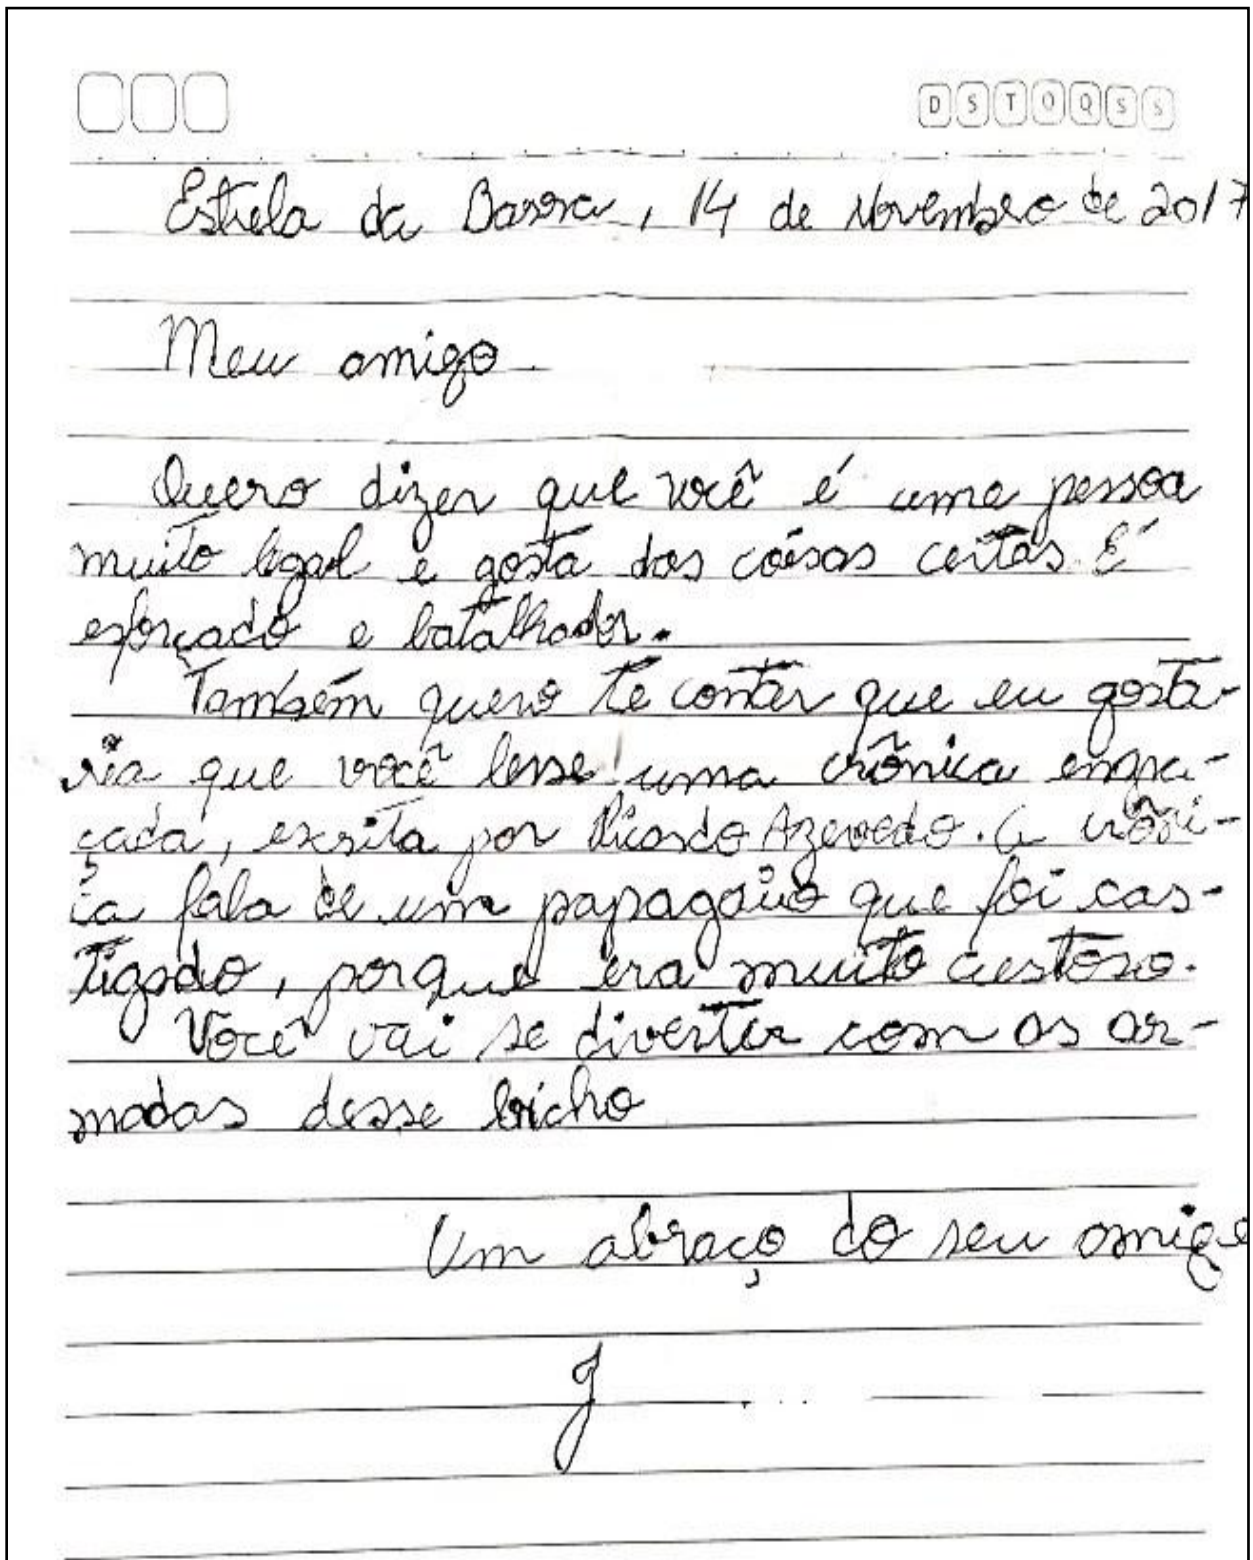 D S T Q Q S S
Estrela da Barra, 14 de Novembro de 2017
Meu amigo
Quero dizer que você é uma pessoa
muito legal e gosta das coisas certas. É
esforçado e batalhador.
Também quero te conter que eu gosta-
ria que você lesse uma crônica engra-
çada, escrita por Ricardo Azevedo. A crôni-
ca fala de um papagaio que foi cas-
tigado, porque era muito custoso.
Você vai se divertir com as ar-
madas desse bicho
Um abraço do seu amigo
J